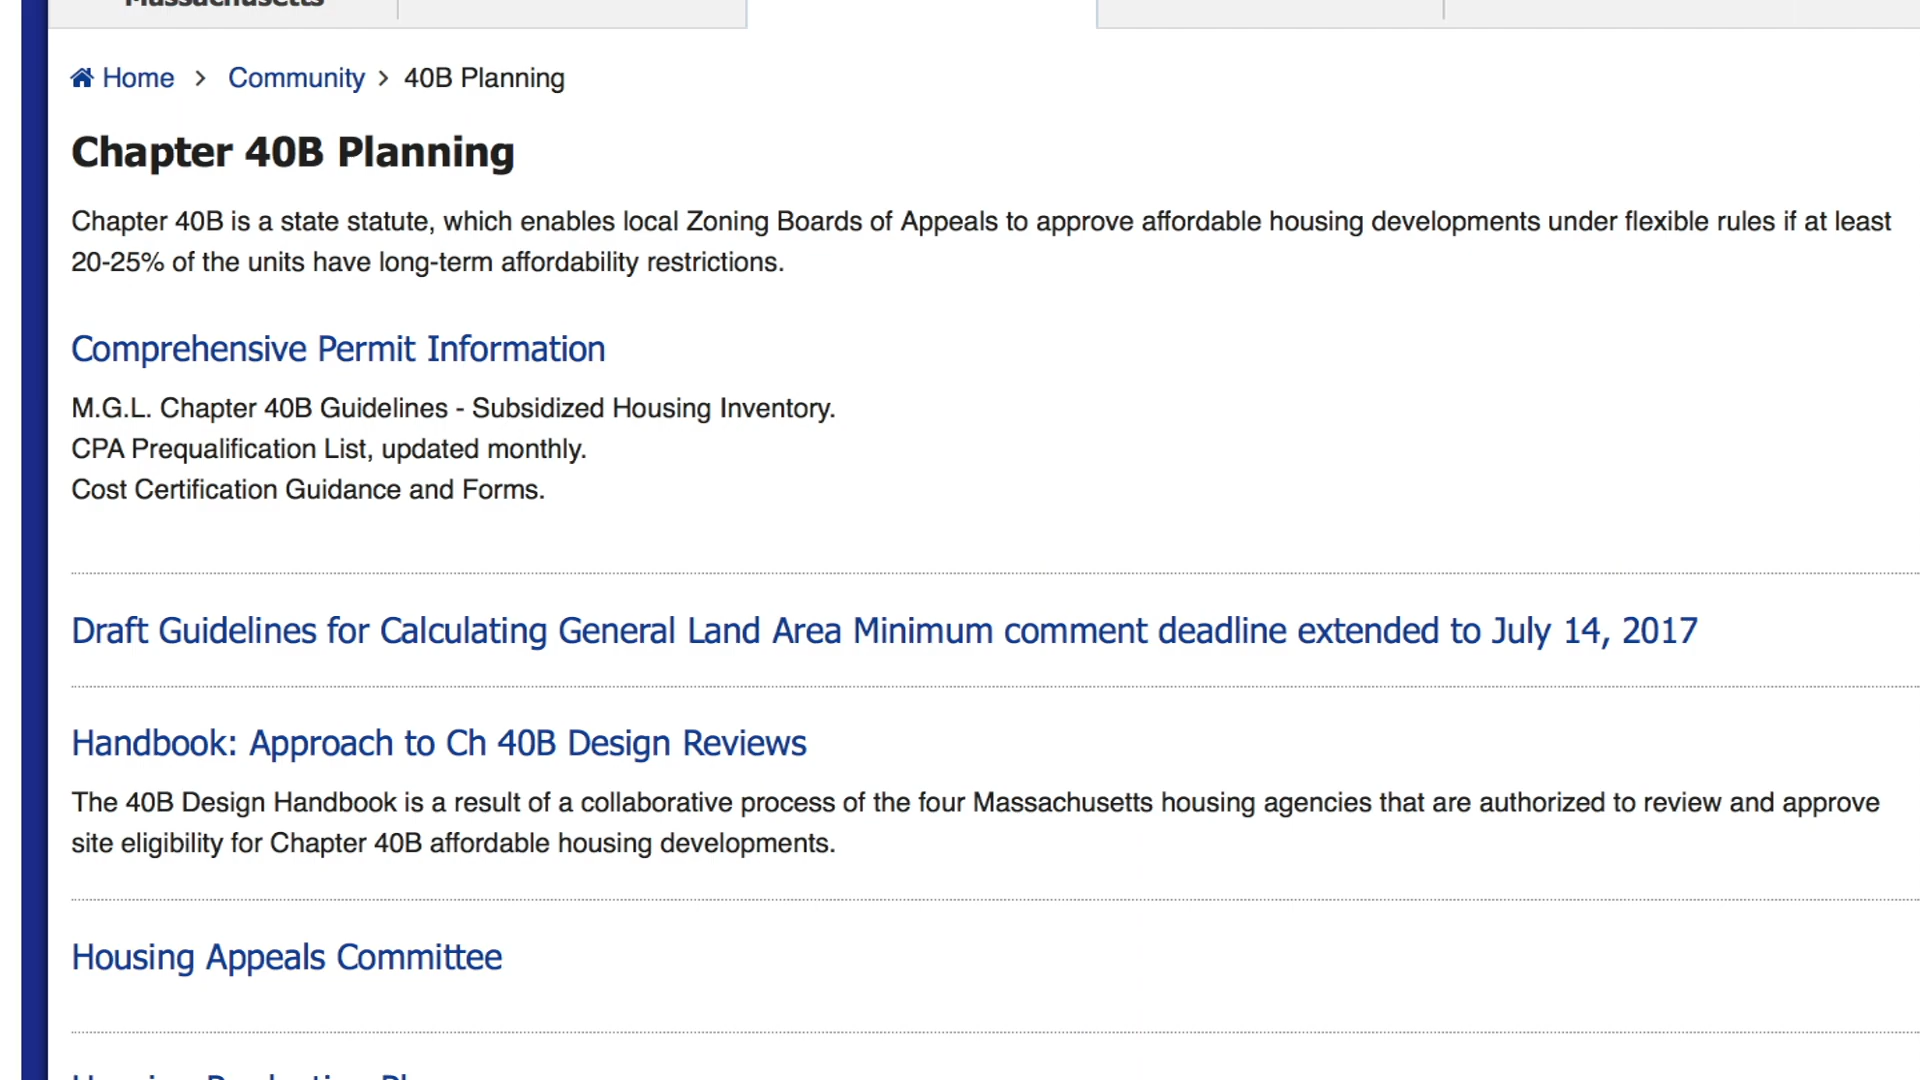 Massachusetts
Home > Community > 40B Planning
Chapter 40B Planning
Chapter 40B is a state statute, which enables local Zoning Boards of Appeals to approve affordable housing developments under flexible rules if at least
20-25% of the units have long-term affordability restrictions.
Comprehensive Permit Information
M.G.L. Chapter 40B Guidelines - Subsidized Housing Inventory.
CPA Prequalification List, updated monthly.
Cost Certification Guidance and Forms.
Draft Guidelines for Calculating General Land Area Minimum comment deadline extended to July 14, 2017
Handbook: Approach to Ch 40B Design Reviews
The 40B Design Handbook is a result of a collaborative process of the four Massachusetts housing agencies that are authorized to review and approve
site eligibility for Chapter 40B affordable housing developments.
Housing Appeals Committee